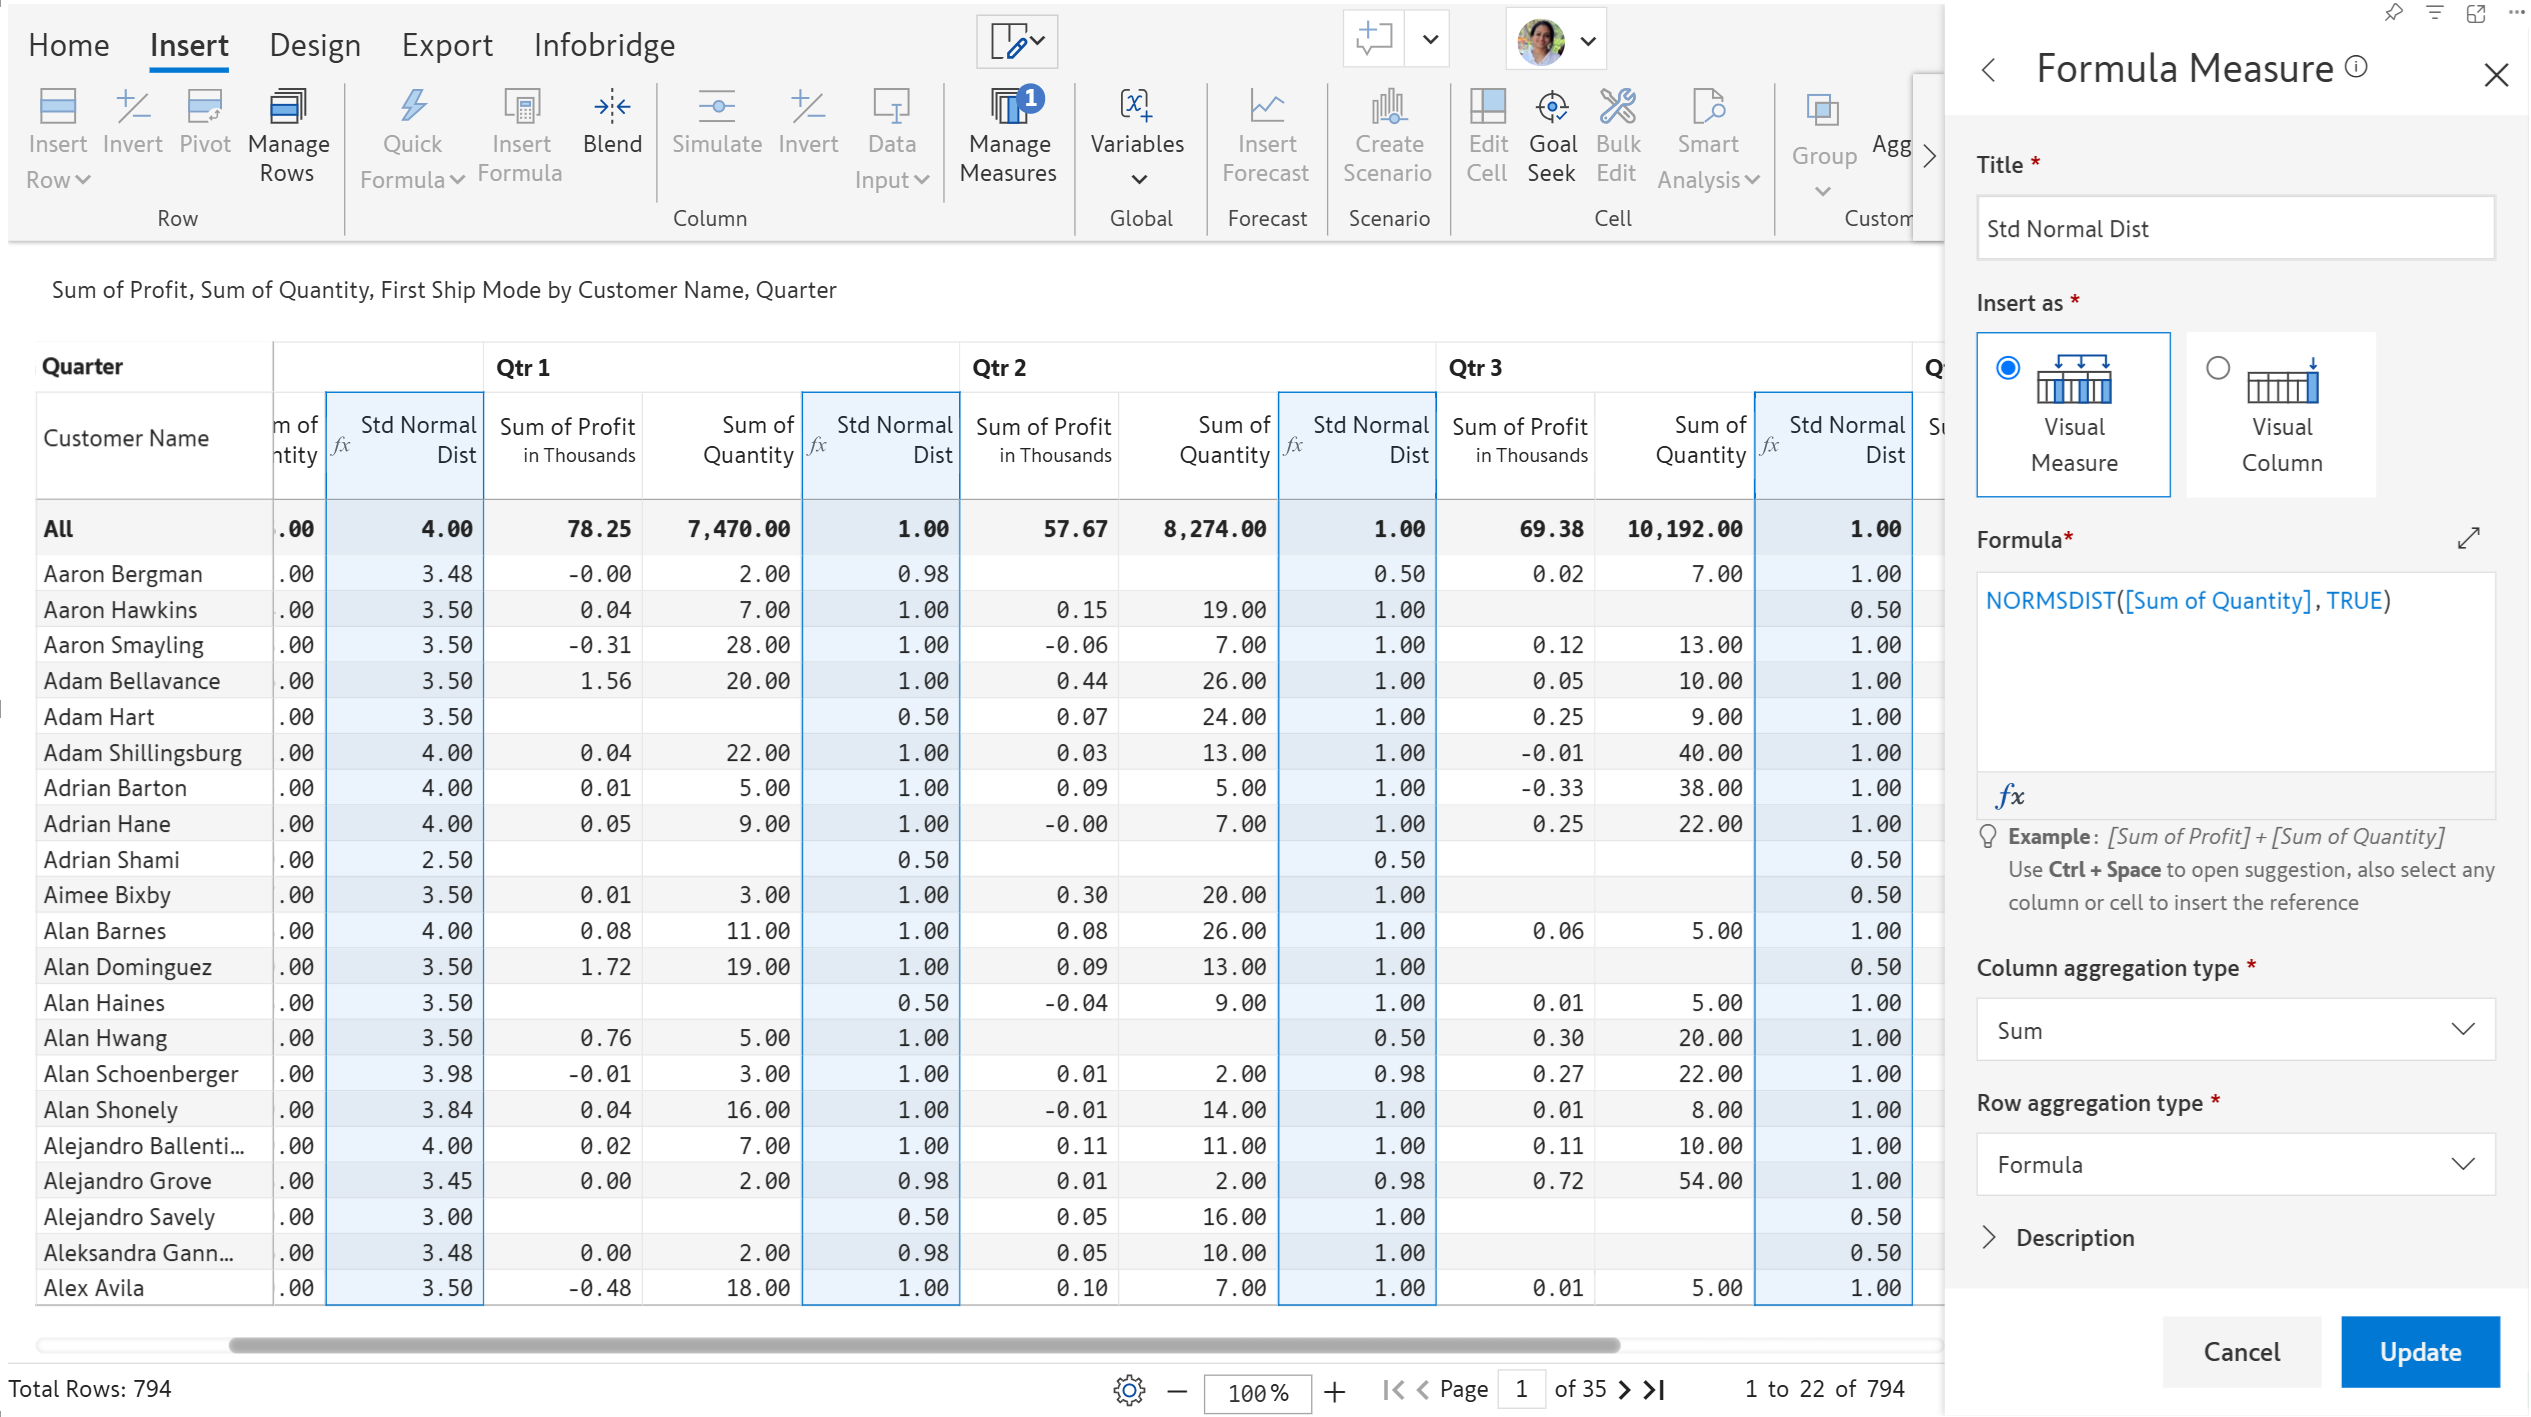 Home Insert Design Export Infobridge
Insert Row
Invert
Pivot
Manage Rows
Quick Formula
Insert Formula
Blend
Simulate
Invert
Data Input
Manage Measures
1
Variables
Insert Forecast
Create Scenario
Edit Cell
Goal Seek
Bulk Edit
Smart Analysis
Group
Agg
Row Column Global Forecast Scenario Cell Custom
Sum of Profit, Sum of Quantity, First Ship Mode by Customer Name, Quarter
Quarter Qtr 1 Qtr 2 Qtr 3 Q
Customer Name m of ntity fx Std Normal Dist Sum of Profit in Thousands Sum of Quantity fx Std Normal Dist Sum of Profit in Thousands Sum of Quantity fx Std Normal Dist Sum of Profit in Thousands Sum of Quantity fx Std Normal Dist Su
All .00 4.00 78.25 7,470.00 1.00 57.67 8,274.00 1.00 69.38 10,192.00 1.00
Aaron Bergman .00 3.48 -0.00 2.00 0.98 0.50 0.02 7.00 1.00
Aaron Hawkins .00 3.50 0.04 7.00 1.00 0.15 19.00 1.00 0.50
Aaron Smayling .00 3.50 -0.31 28.00 1.00 -0.06 7.00 1.00 0.12 13.00 1.00
Adam Bellavance .00 3.50 1.56 20.00 1.00 0.44 26.00 1.00 0.05 10.00 1.00
Adam Hart .00 3.50 0.50 0.07 24.00 1.00 0.25 9.00 1.00
Adam Shillingsburg .00 4.00 0.04 22.00 1.00 0.03 13.00 1.00 -0.01 40.00 1.00
Adrian Barton .00 4.00 0.01 5.00 1.00 0.09 5.00 1.00 -0.33 38.00 1.00
Adrian Hane .00 4.00 0.05 9.00 1.00 -0.00 7.00 1.00 0.25 22.00 1.00
Adrian Shami .00 2.50 0.50 0.50 0.50
Aimee Bixby .00 3.50 0.01 3.00 1.00 0.30 20.00 1.00 0.50
Alan Barnes .00 4.00 0.08 11.00 1.00 0.08 26.00 1.00 0.06 5.00 1.00
Alan Dominguez .00 3.50 1.72 19.00 1.00 0.09 13.00 1.00 0.50
Alan Haines .00 3.50 0.50 -0.04 9.00 1.00 0.01 5.00 1.00
Alan Hwang .00 3.50 0.76 5.00 1.00 0.50 0.30 20.00 1.00
Alan Schoenberger .00 3.98 -0.01 3.00 1.00 0.01 2.00 0.98 0.27 22.00 1.00
Alan Shonely .00 3.84 0.04 16.00 1.00 -0.01 14.00 1.00 0.01 8.00 1.00
Alejandro Ballenti... .00 4.00 0.02 7.00 1.00 0.11 11.00 1.00 0.11 10.00 1.00
Alejandro Grove .00 3.45 0.00 2.00 0.98 0.01 2.00 0.98 0.72 54.00 1.00
Alejandro Savely .00 3.00 0.50 0.05 16.00 1.00 0.50
Aleksandra Gann... .00 3.48 0.00 2.00 0.98 0.05 10.00 1.00 0.50
Alex Avila .00 3.50 -0.48 18.00 1.00 0.10 7.00 1.00 0.01 5.00 1.00
Total Rows: 794 100% Page 1 of 35 1 to 22 of 794
Formula Measure
Title *
Std Normal Dist
Insert as *
Visual Measure
Visual Column
Formula*
NORMSDIST([Sum of Quantity],TRUE)
fx
Example: [Sum of Profit] + [Sum of Quantity]
Use Ctrl + Space to open suggestion, also select any
column or cell to insert the reference
Column aggregation type *
Sum
Row aggregation type *
Formula
Description
Cancel Update